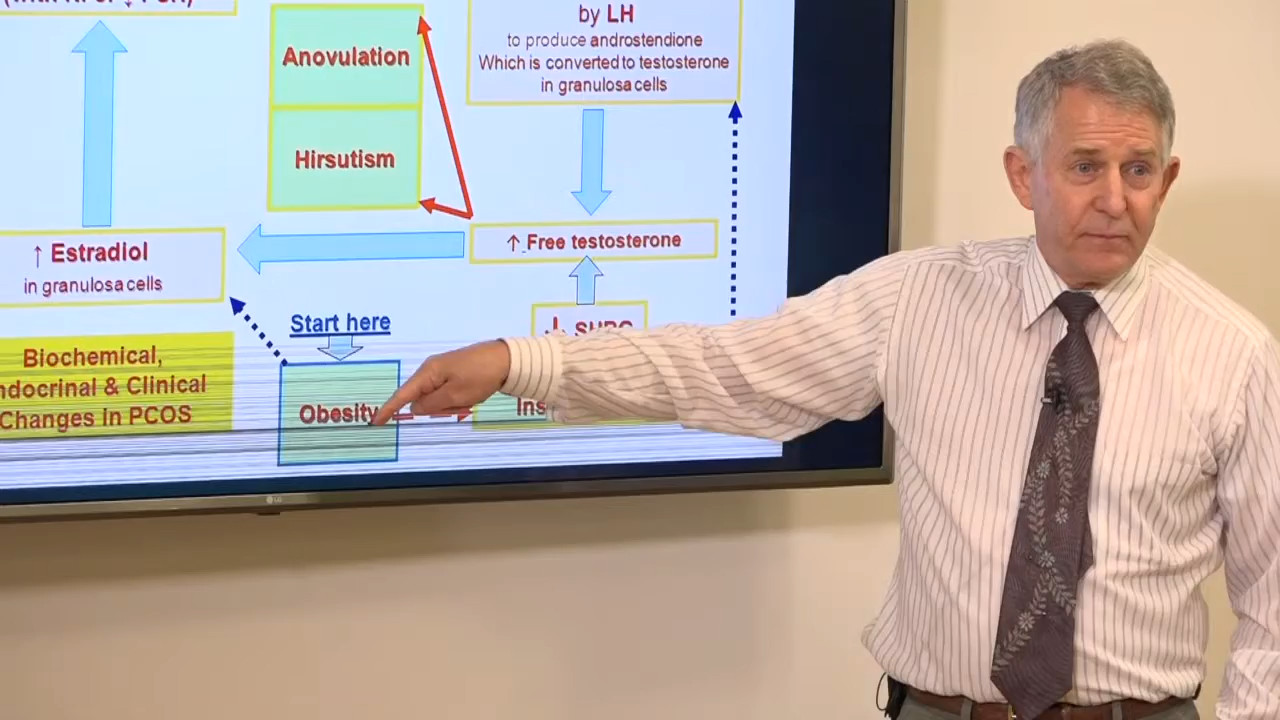 by LH
to produce androstendione
Which is converted to testosterone
in granulosa cells
Anovulation
Hirsutism
↑ Estradiol
in granulosa cells
↑ Free testosterone
Start here
Biochemical,
& Clinical
Changes in PCOS
Obesity
LG